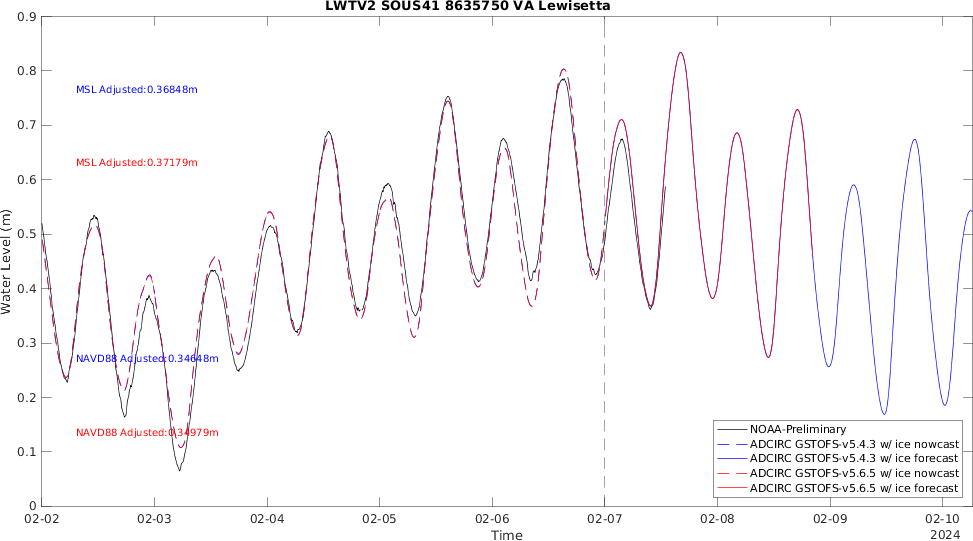 LWTV2 SOUS41 8635750 VA Lewisetta
0.9
0.8
0.7
0.6
0.5
0.4
0.3
0.2
0.1
0
Water Level (m)
MSL Adjusted:0.36848m
MSL Adjusted:0.37179m
NAVD88 Adjusted:0.34648m
NAVD88 Adjusted:0.34979m
NOAA-Preliminary
ADCIRC GSTOFS-v5.4.3 w/ ice nowcast
ADCIRC GSTOFS-v5.4.3 w/ ice forecast
ADCIRC GSTOFS-v5.6.5 w/ ice nowcast
ADCIRC GSTOFS-v5.6.5 w/ ice forecast
02-02 02-03 02-04 02-05 02-06 02-07 02-08 02-09 02-10
Time
2024